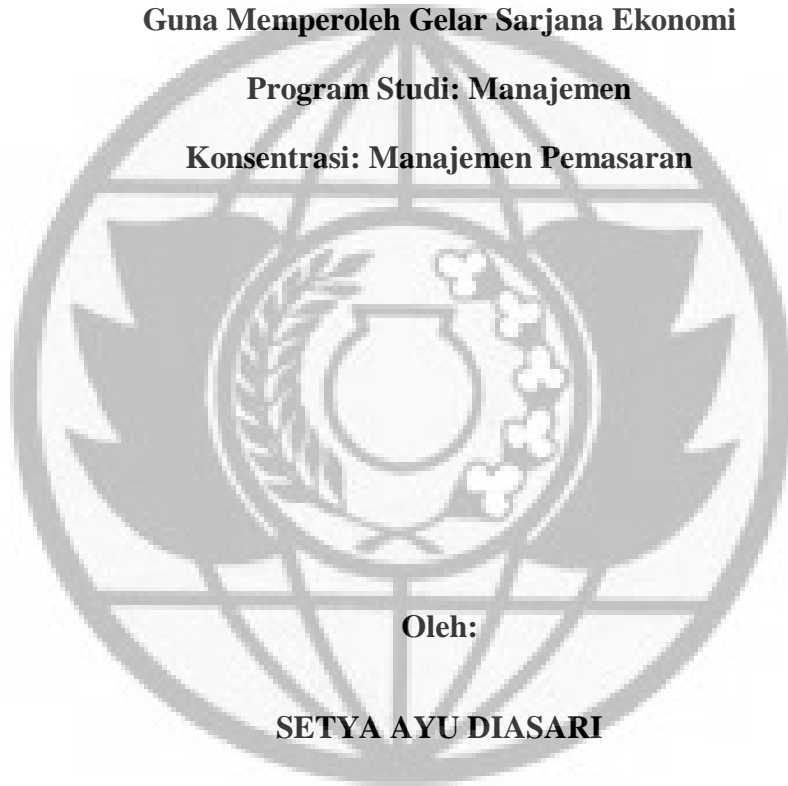 Guna Memperoleh Gelar Sarjana Ekonomi
Program Studi: Manajemen
Konsentrasi: Manajemen Pemasaran
Oleh:
SETYA AYU DIASARI